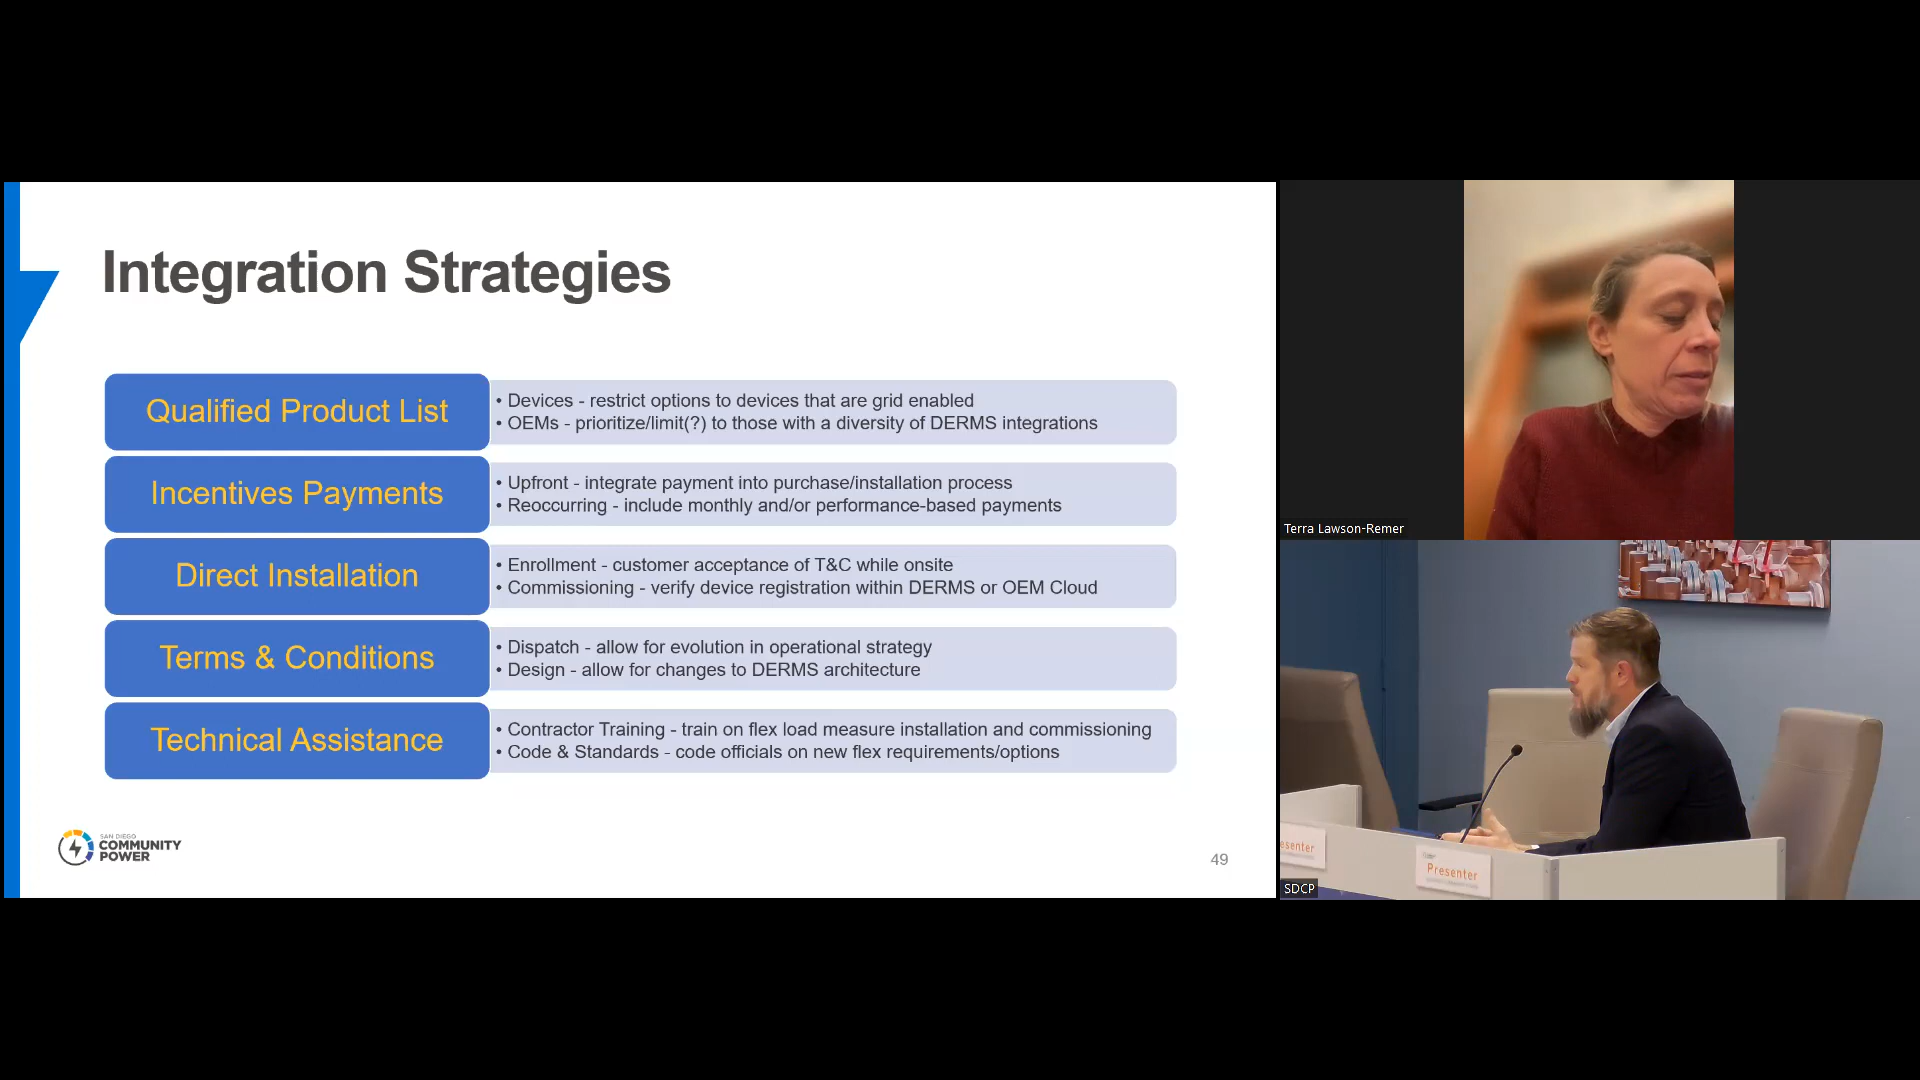 Integration Strategies
Qualified Product List
• Devices - restrict options to devices that are grid enabled
• OEMs - prioritize/limit(?) to those with a diversity of DERMS integrations
Incentives Payments
• Upfront - integrate payment into purchase/installation process
• Reoccurring - include monthly and/or performance-based payments
Direct Installation
• Enrollment - customer acceptance of T&C while onsite
• Commissioning - verify device registration within DERMS or OEM Cloud
Terms & Conditions
• Dispatch - allow for evolution in operational strategy
• Design - allow for changes to DERMS architecture
Technical Assistance
• Contractor Training - train on flex load measure installation and commissioning
• Code & Standards - code officials on new flex requirements/options
SAN DIEGO
COMMUNITY
POWER
49
Terra Lawson-Remer
esenter
Presenter
SDCP